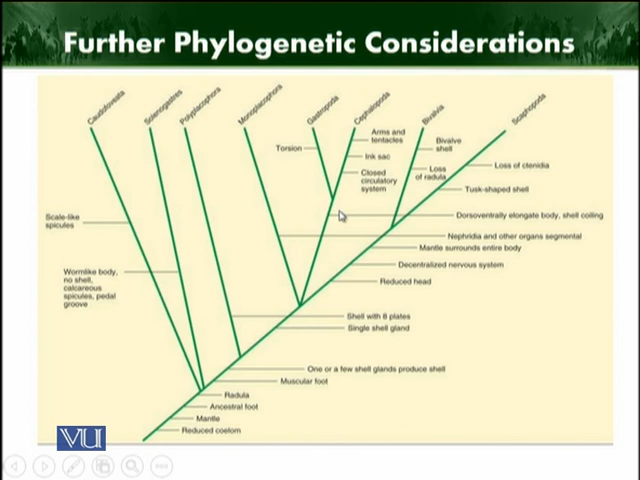 Further Phylogenetic Considerations
Caudofoveata
Solenogastres
Polyplacophora
Monoplacophora
Gastropoda
Cephalopoda
Bivalvia
Scaphopoda
Torsion
Arms and
tentacles
Ink sac
Closed
circulatory
system
Bivalve
shell
Loss
of radula
Loss of ctenidia
Tusk-shaped shell
Scale-like
spicules
Dorsoventrally elongate body, shell coiling
Nephridia and other organs segmental
Mantle surrounds entire body
Decentralized nervous system
Reduced head
Wormlike body,
no shell,
calcareous
spicules, pedal
groove
Shell with 8 plates
Single shell gland
One or a few shell glands produce shell
Muscular foot
Radula
Ancestral foot
Mantle
Reduced coelom
VU